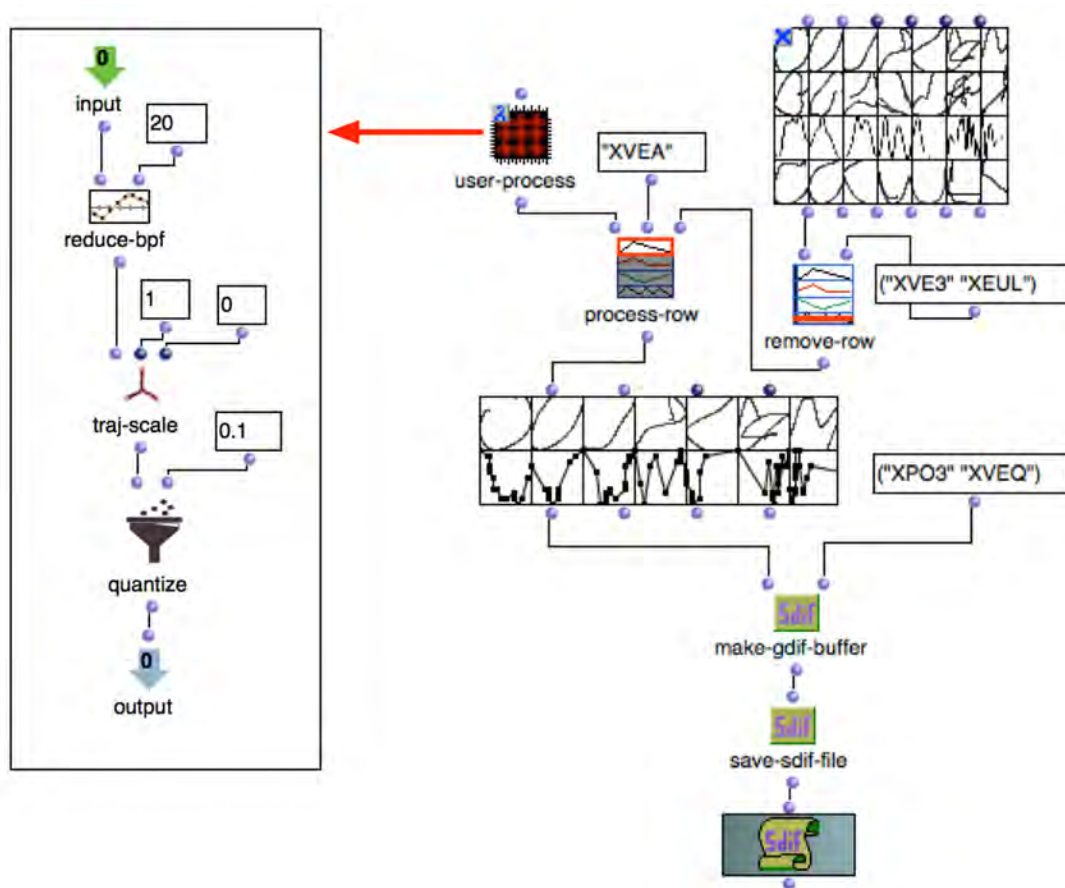 0
input
20
reduce-bpf
1
0
traj-scale
0.1
quantize
0
output
user-process
"XVEA"
process-row
remove-row
("XVE3" "XEUL")
("XPO3" "XVEQ")
Sdif
make-gdif-buffer
Sdif
save-sdif-file
Sdif